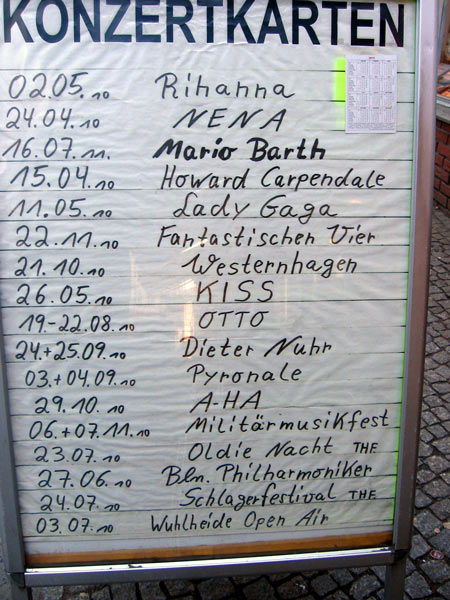 KONZERTKARTEN
02.05.10 Rihanna
24.04.10 NENA
16.07.11. Mario Barth
15.04.10 Howard Carpendale
11.05.10 Lady Gaga
22.11.10 Fantastischen Vier
21.10.10 Westernhagen
26.05.10 KISS
19.-22.08.10 OTTO
24.+25.09.10 Dieter Nuhr
03.+04.09.10 Pyronale
29.10.10 A-HA
06.+07.11.10 Militärmusikfest
23.07.10 Oldie Nacht THF
27.06.10 Bln. Philharmoniker
24.07.10 Schlagerfestival THF
03.07.10 Wuhlheide Open Air